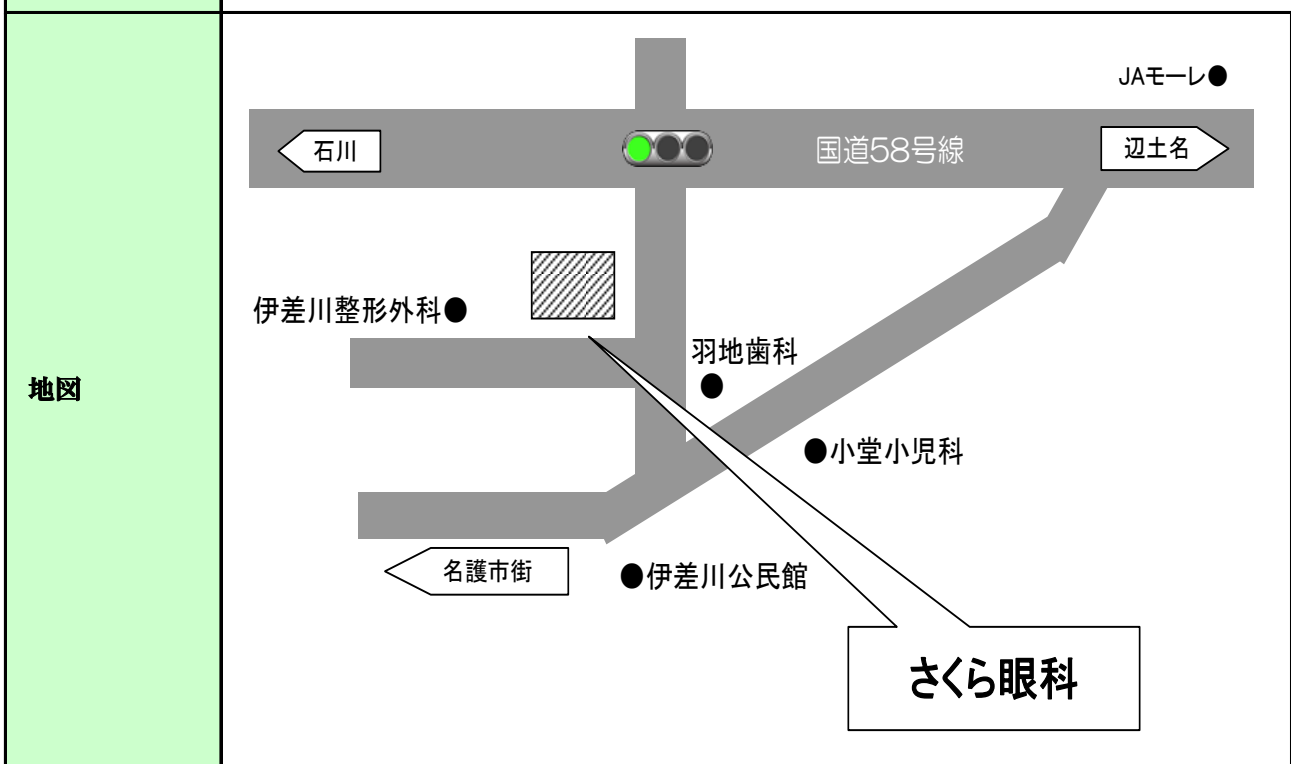 地図
JAモーレ●
石川
国道58号線
辺土名
伊差川整形外科●
羽地歯科
●
●小堂小児科
名護市街
●伊差川公民館
さくら眼科